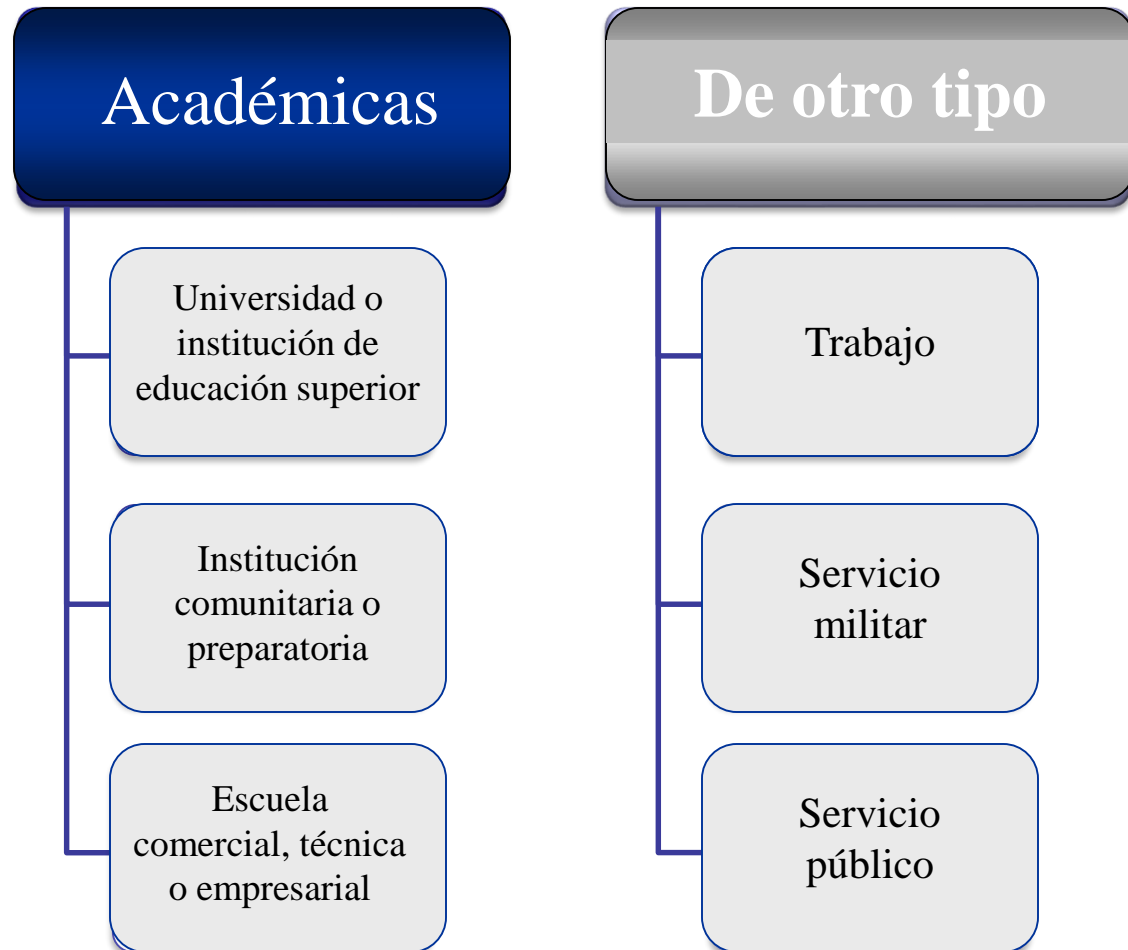 Académicas
Universidad o
institución de
educación superior
Institución
comunitaria o
preparatoria
Escuela
comercial, técnica
o empresarial
De otro tipo
Trabajo
Servicio
militar
Servicio
público